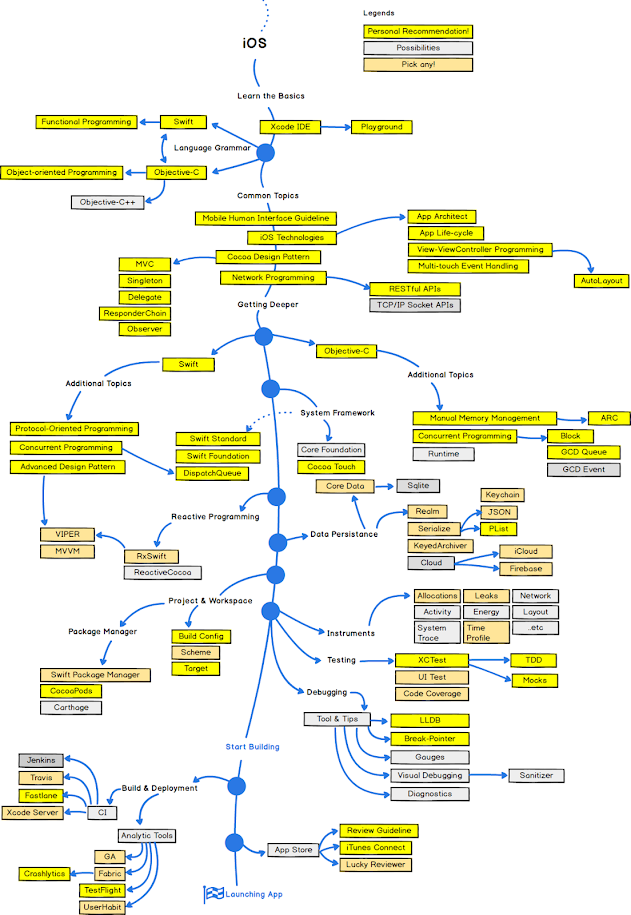 iOS
Legends
Personal Recommendation!
Possibilities
Pick any!
Learn the Basics
Functional Programming
Swift
Xcode IDE
Playground
Language Grammar
Object-oriented Programming
Objective-C
Objective-C++
Common Topics
Mobile Human Interface Guideline
iOS Technologies
Cocoa Design Pattern
Network Programming
App Architect
App Life-cycle
View-ViewController Programming
Multi-touch Event Handling
AutoLayout
MVC
Singleton
Delegate
ResponderChain
Observer
RESTful APIs
TCP/IP Socket APIs
Getting Deeper
Swift
Objective-C
Additional Topics
Additional Topics
Protocol-Oriented Programming
Concurrent Programming
Advanced Design Pattern
System Framework
Swift Standard
Swift Foundation
DispatchQueue
Core Foundation
Cocoa Touch
Manual Memory Management
ARC
Concurrent Programming
Block
Runtime
GCD Queue
GCD Event
Core Data
Sqlite
Reactive Programming
VIPER
MVVM
RxSwift
ReactiveCocoa
Data Persistance
Realm
Serialize
KeyedArchiver
Cloud
Keychain
JSON
PList
iCloud
Firebase
Project & Workspace
Package Manager
Build Config
Scheme
Target
Swift Package Manager
CocoaPods
Carthage
Instruments
Allocations
Leaks
Network
Activity
Energy
Layout
System Trace
Time Profile
...etc
Testing
XCTest
TDD
UI Test
Mocks
Code Coverage
Debugging
Tool & Tips
LLDB
Break-Pointer
Gauges
Visual Debugging
Sanitizer
Diagnostics
Start Building
Build & Deployment
Jenkins
Travis
Fastlane
Xcode Server
CI
Analytic Tools
GA
Crashlytics
Fabric
TestFlight
UserHabit
App Store
Review Guideline
iTunes Connect
Lucky Reviewer
Launching App